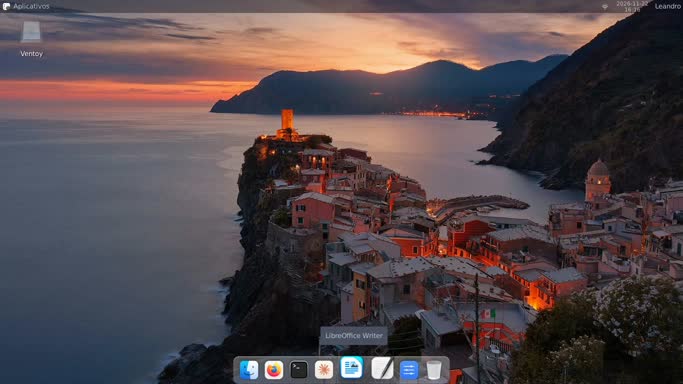 Aplicativos
Leandro
Ventoy
LibreOffice Writer